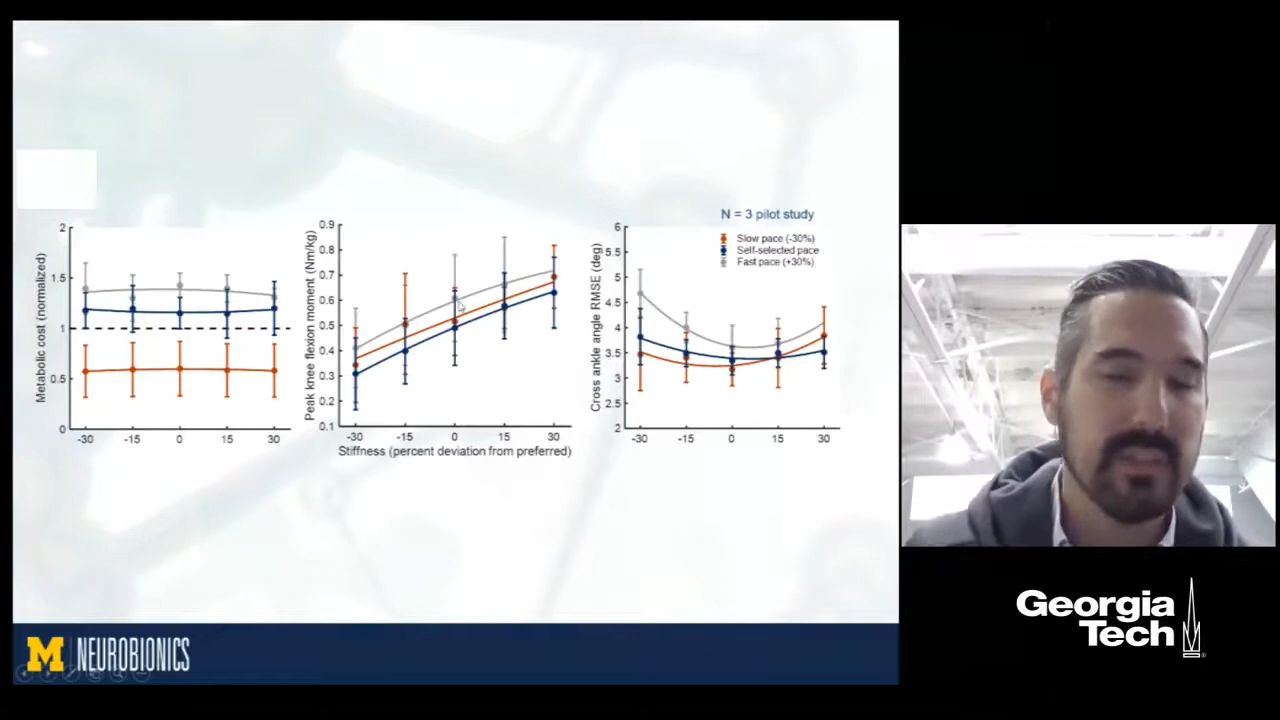 N = 3 pilot study
Slow pace (-30%)
Self-selected pace
Fast pace (+30%)
Metabolic cost (normalized)
2
1.5
1
0.5
0
-30 -15 0 15 30
Peak knee flexion moment (Nm/kg)
0.9
0.8
0.7
0.6
0.5
0.4
0.3
0.2
0.1
-30 -15 0 15 30
Stiffness (percent deviation from preferred)
Cross ankle angle RMSE (deg)
6
5.5
5
4.5
4
3.5
3
2.5
2
-30 -15 0 15 30
M NEUROBIONICS
Georgia
Tech